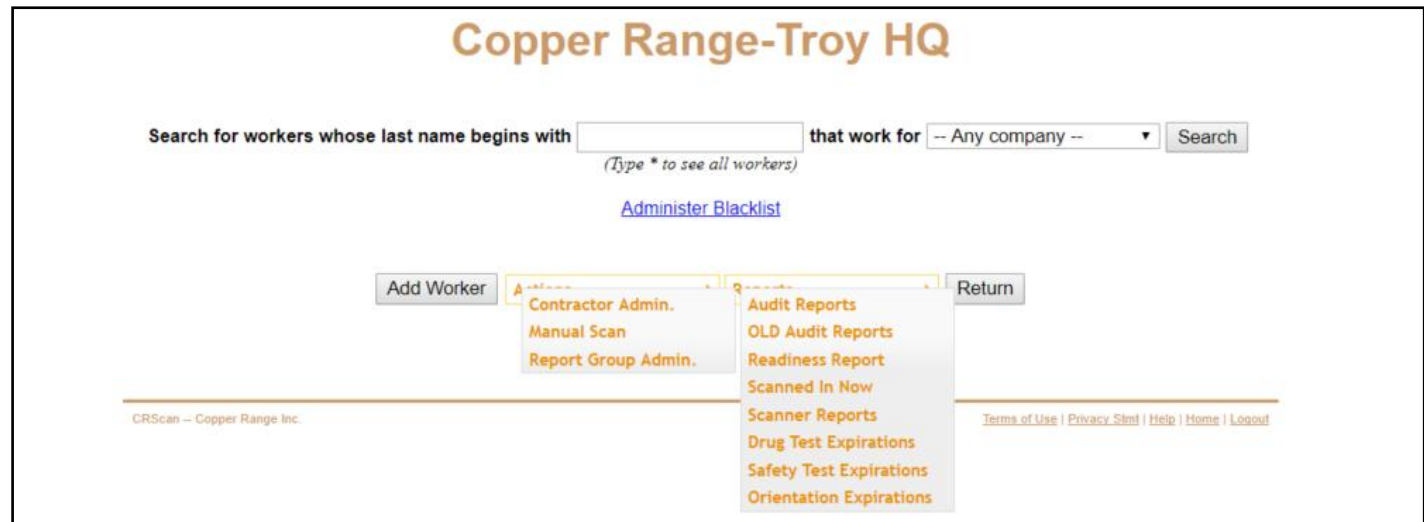 Copper Range-Troy HQ
Search for workers whose last name begins with that work for -- Any company -- Search
(Type * to see all workers)
Administer Blacklist
Add Worker Actions Reports Return
Contractor Admin.
Manual Scan
Report Group Admin.
Audit Reports
OLD Audit Reports
Readiness Report
Scanned In Now
Scanner Reports
Drug Test Expirations
Safety Test Expirations
Orientation Expirations
CRScan -- Copper Range Inc.
Terms of Use | Privacy Stmt | Help | Home | Logout